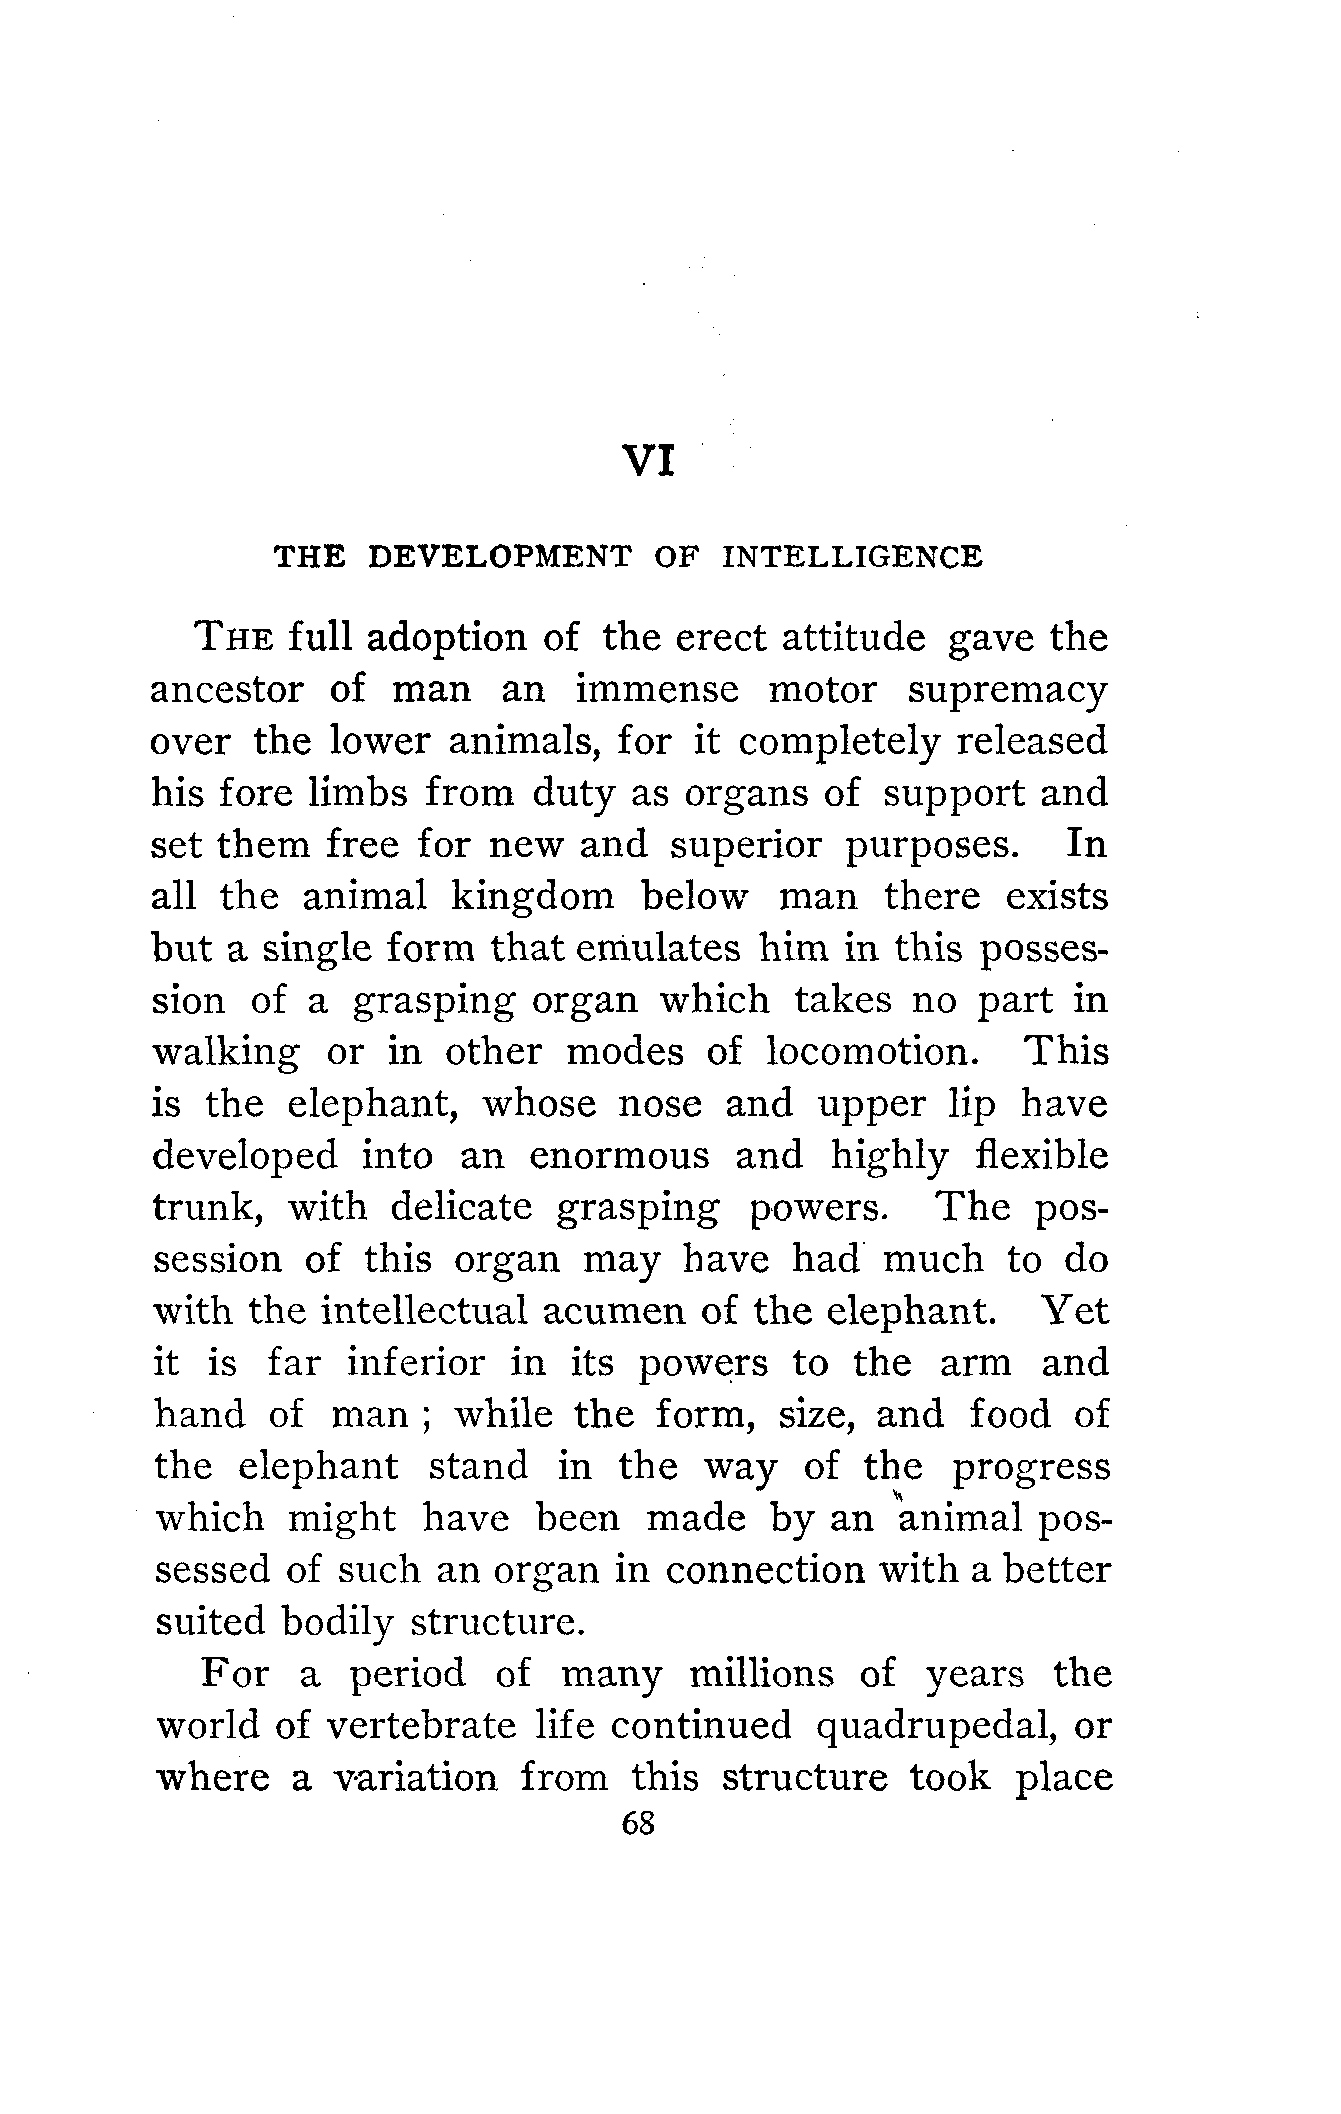 VI
THE DEVELOPMENT OF INTELLIGENCE
THE full adoption of the erect attitude gave the
ancestor of man an immense motor supremacy
over the lower animals, for it completely released
his fore limbs from duty as organs of support and
set them free for new and superior purposes. In
all the animal kingdom below man there exists
but a single form that emulates him in this posses-
sion of a grasping organ which takes no part in
walking or in other modes of locomotion. This
is the elephant, whose nose and upper lip have
developed into an enormous and highly flexible
trunk, with delicate grasping powers. The pos-
session of this organ may have had much to do
with the intellectual acumen of the elephant. Yet
it is far inferior in its powers to the arm and
hand of man ; while the form, size, and food of
the elephant stand in the way of the progress
which might have been made by an animal pos-
sessed of such an organ in connection with a better
suited bodily structure.
For a period of many millions of years the
world of vertebrate life continued quadrupedal, or
where a variation from this structure took place
68